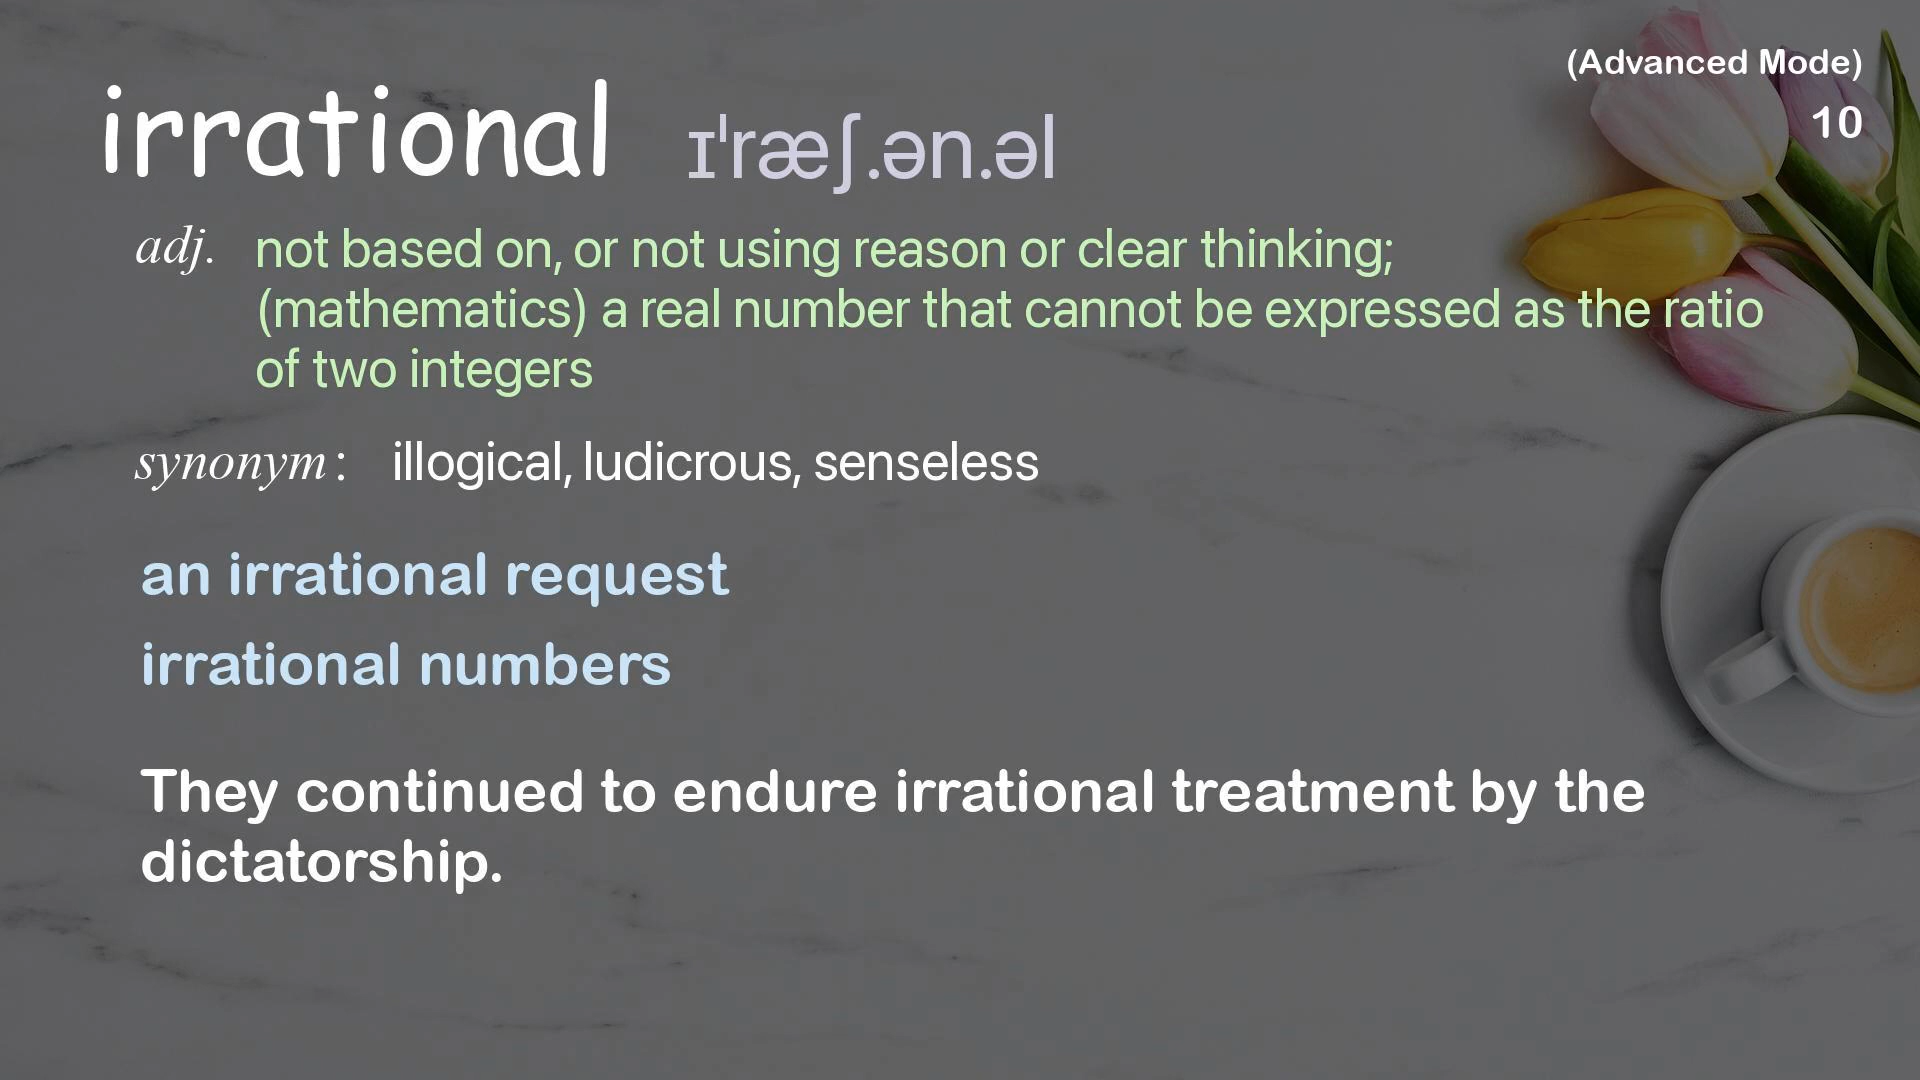 (Advanced Mode)
10
irrational ɪˈræʃ.ən.əl
adj. not based on, or not using reason or clear thinking;
(mathematics) a real number that cannot be expressed as the ratio
of two integers
synonym : illogical, ludicrous, senseless
an irrational request
irrational numbers
They continued to endure irrational treatment by the
dictatorship.